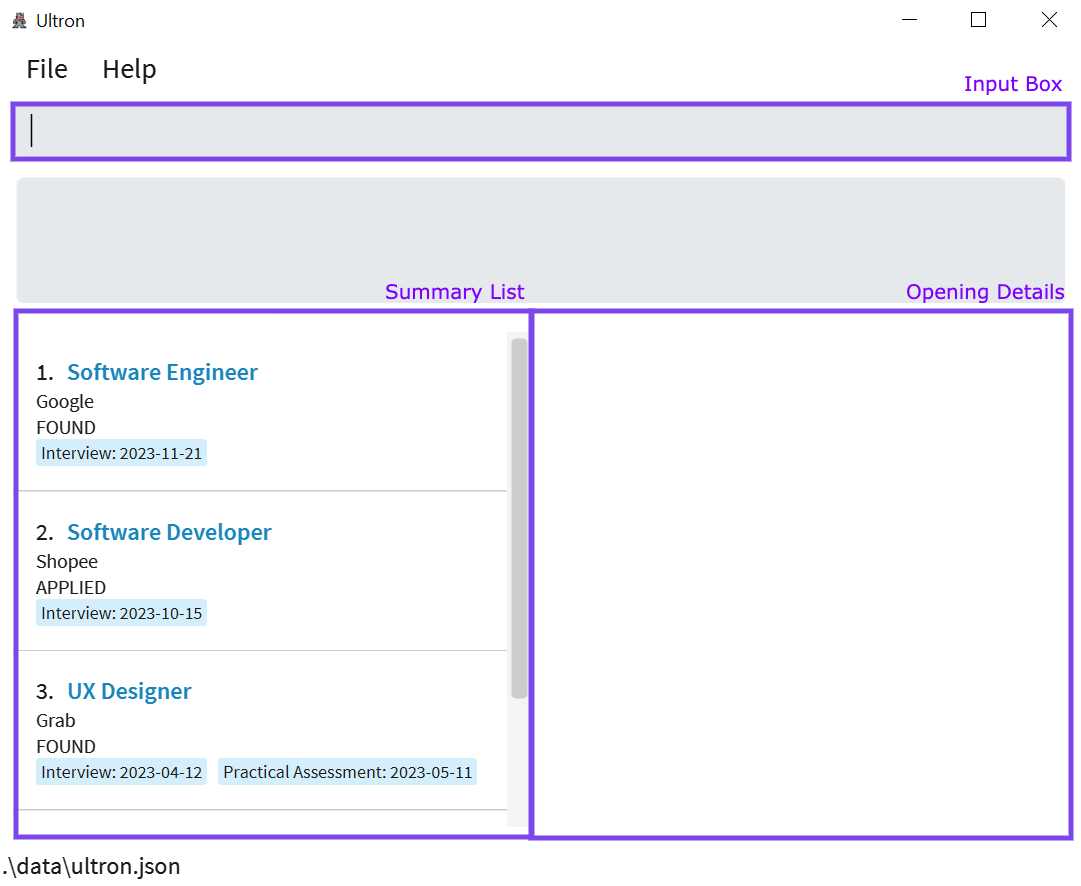 Ultron
File Help
Input Box
Summary List
Opening Details
1. Software Engineer
Google
FOUND
Interview: 2023-11-21
2. Software Developer
Shopee
APPLIED
Interview: 2023-10-15
3. UX Designer
Grab
FOUND
Interview: 2023-04-12 Practical Assessment: 2023-05-11
.\data\ultron.json